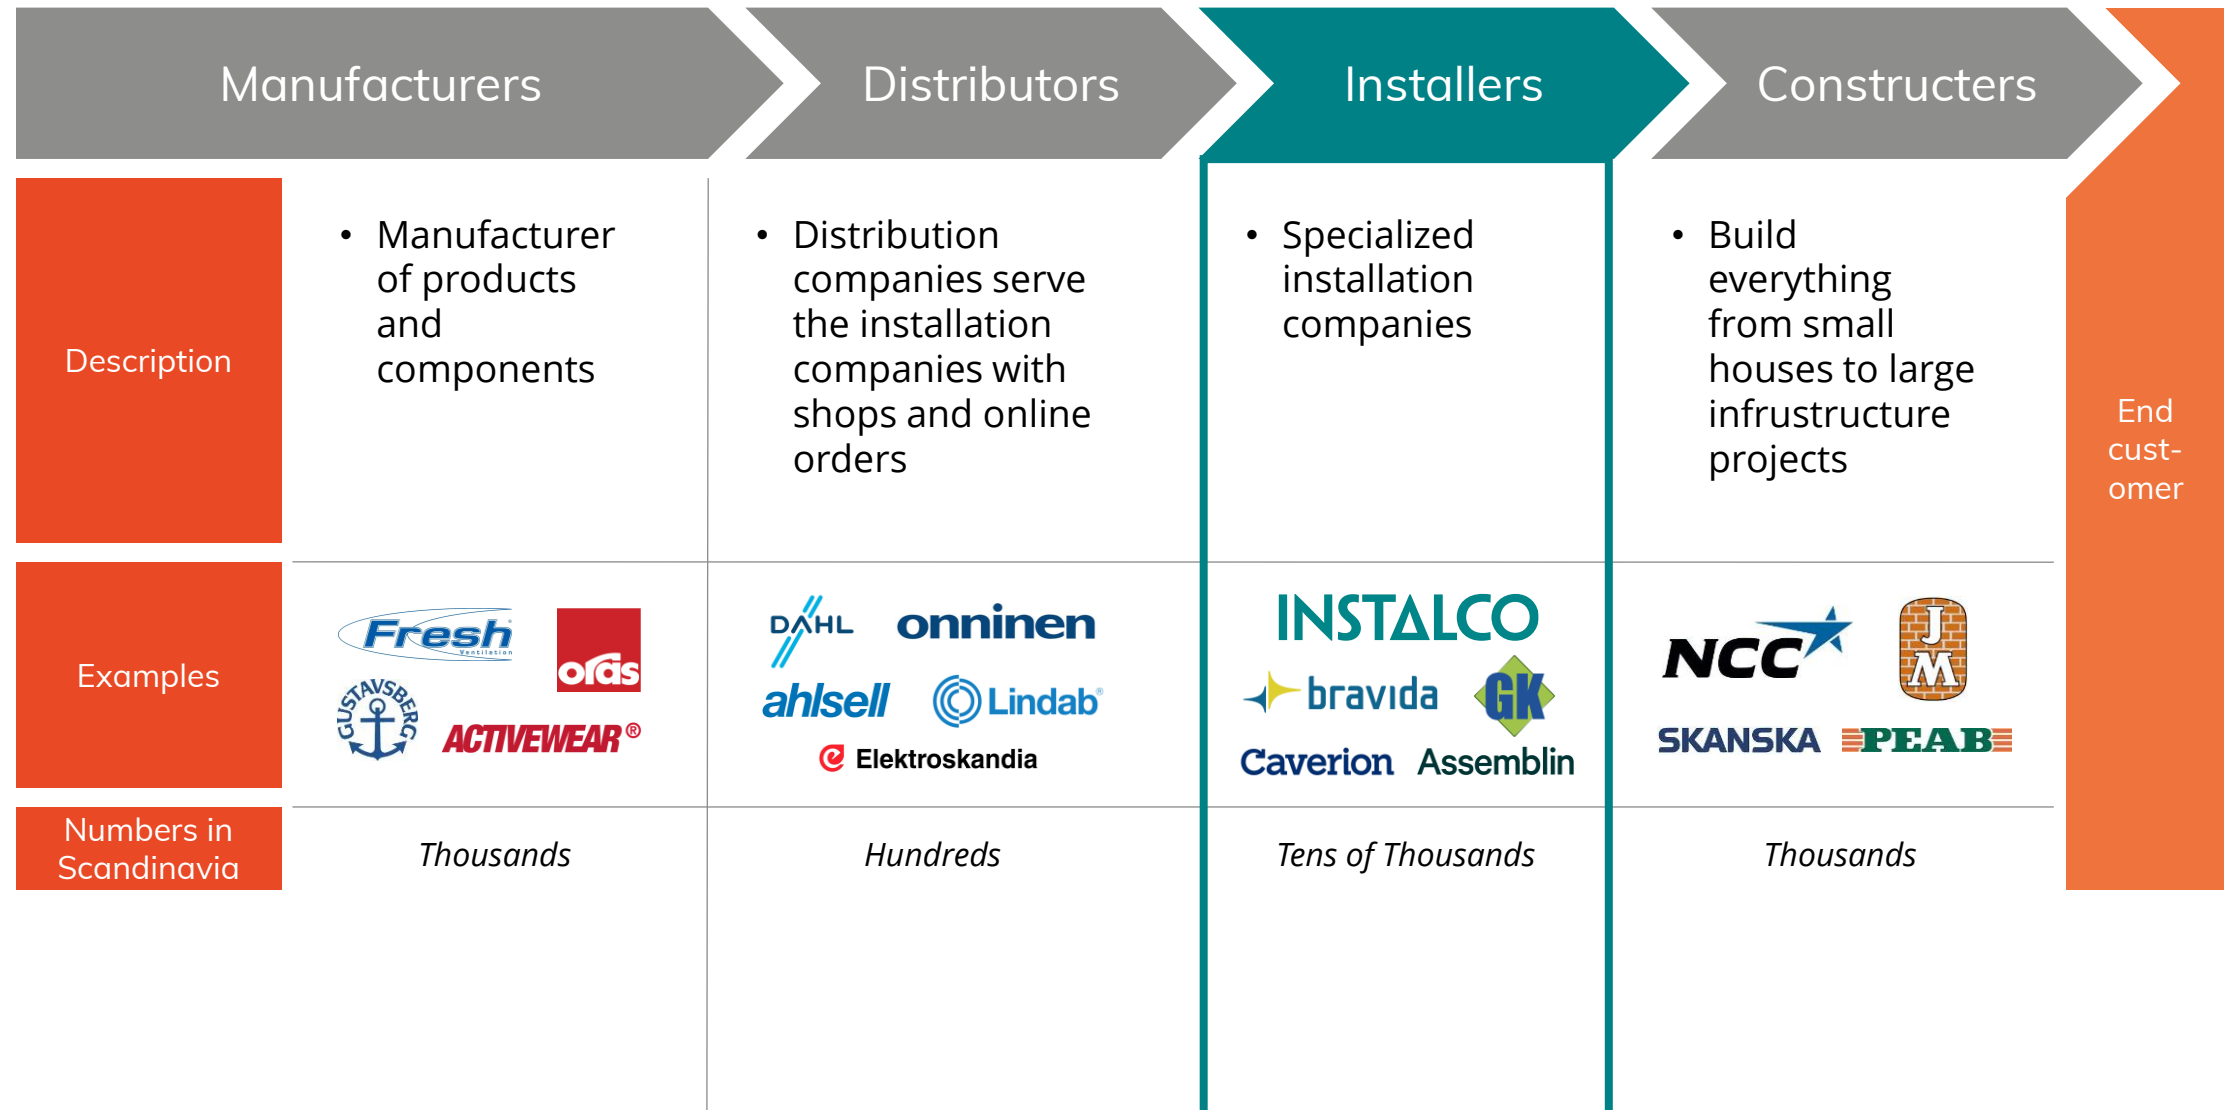 Manufacturers
Distributors
Installers
Constructers
Description
• Manufacturer
of products
and
components
• Distribution
companies serve
the installation
companies with
shops and online
orders
• Specialized
installation
companies
• Build
everything
from small
houses to large
infrustructure
projects
End
cust-
omer
Examples
Fresh
Ventilation
oras
GUSTAVSBERG
ACTIVEWEAR®
DAHL
onninen
ahlsell
Lindab®
Elektroskandia
INSTALCO
bravida
GK
Caverion
Assemblin
NCC
JM
SKANSKA
PEAB
Numbers in
Scandinavia
Thousands
Hundreds
Tens of Thousands
Thousands